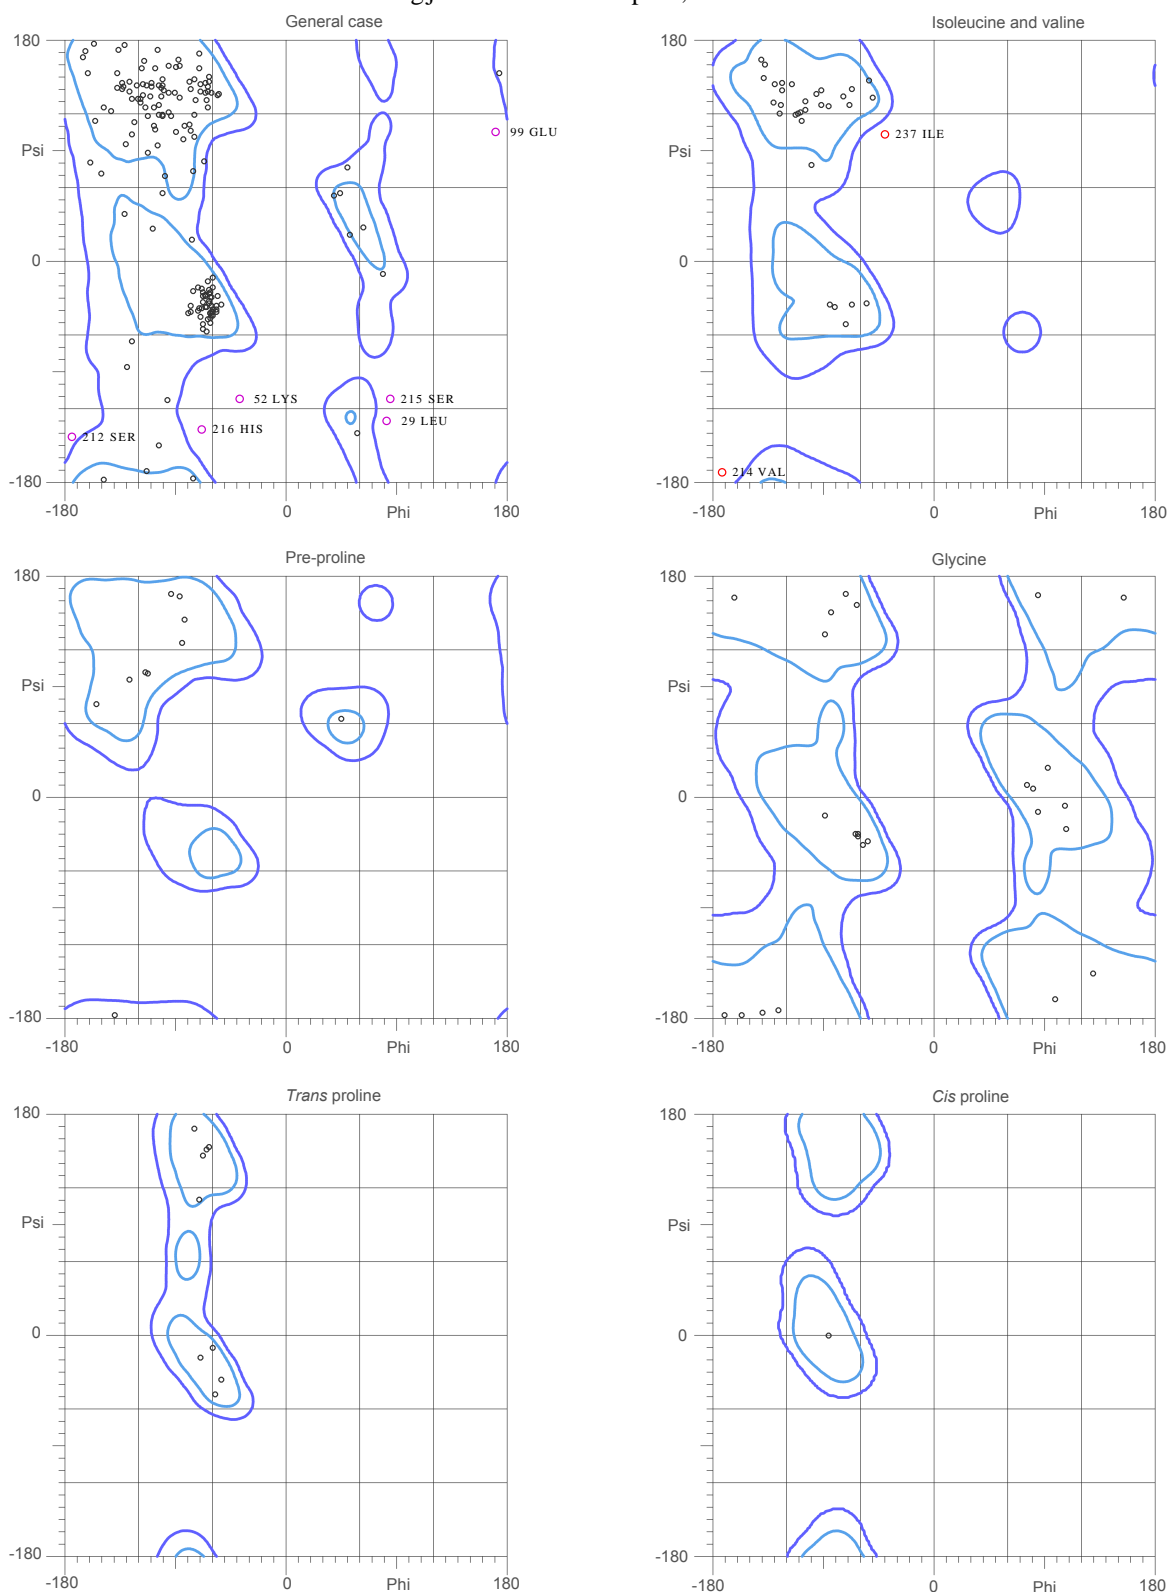 General case
Isoleucine and valine
180
180
99 GLU
237 ILE
Psi
Psi
0
0
52 LYS
215 SER
29 LEU
216 HIS
212 SER
214 VAL
-180
-180
-180
0
Phi
180
-180
0
Phi
180
Pre-proline
Glycine
180
180
Psi
Psi
0
0
-180
-180
-180
0
Phi
180
-180
0
Phi
180
Trans proline
Cis proline
180
180
Psi
Psi
0
0
-180
-180
-180
0
Phi
180
-180
0
Phi
180